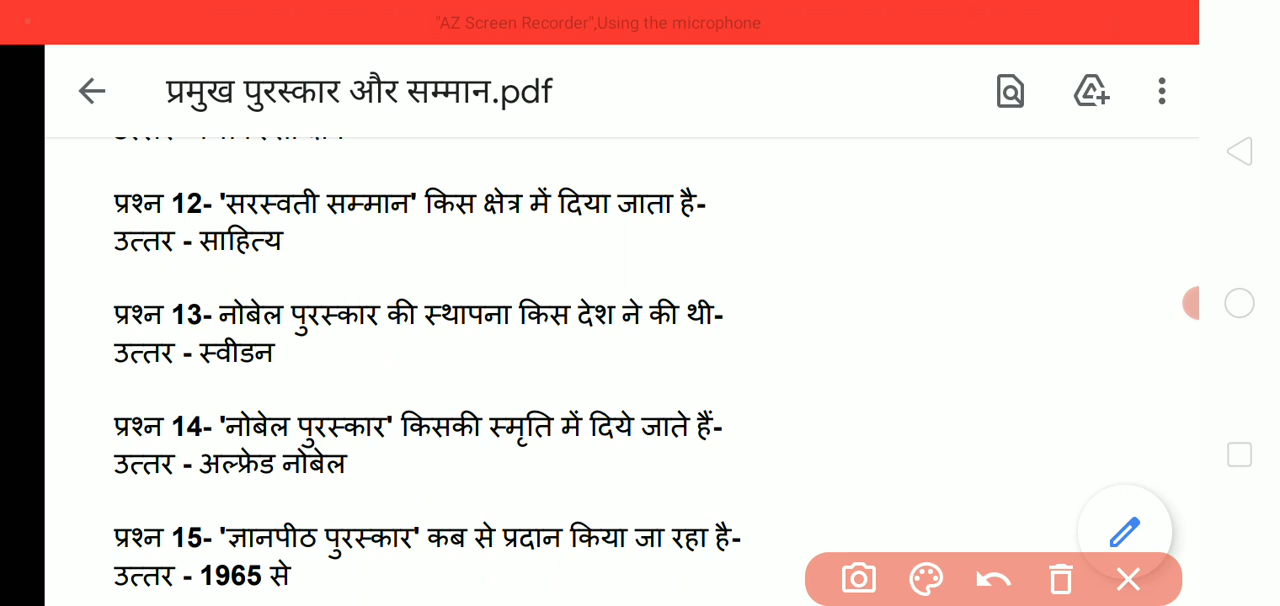 "AZ Screen Recorder",Using the microphone
प्रमुख पुरस्कार और सम्मान.pdf
प्रश्न 12- 'सरस्वती सम्मान' किस क्षेत्र में दिया जाता है-
उत्तर - साहित्य
प्रश्न 13- नोबेल पुरस्कार की स्थापना किस देश ने की थी-
उत्तर - स्वीडन
प्रश्न 14- 'नोबेल पुरस्कार' किसकी स्मृति में दिये जाते हैं-
उत्तर - अल्फ्रेड नोबेल
प्रश्न 15- 'ज्ञानपीठ पुरस्कार' कब से प्रदान किया जा रहा है-
उत्तर - 1965 से